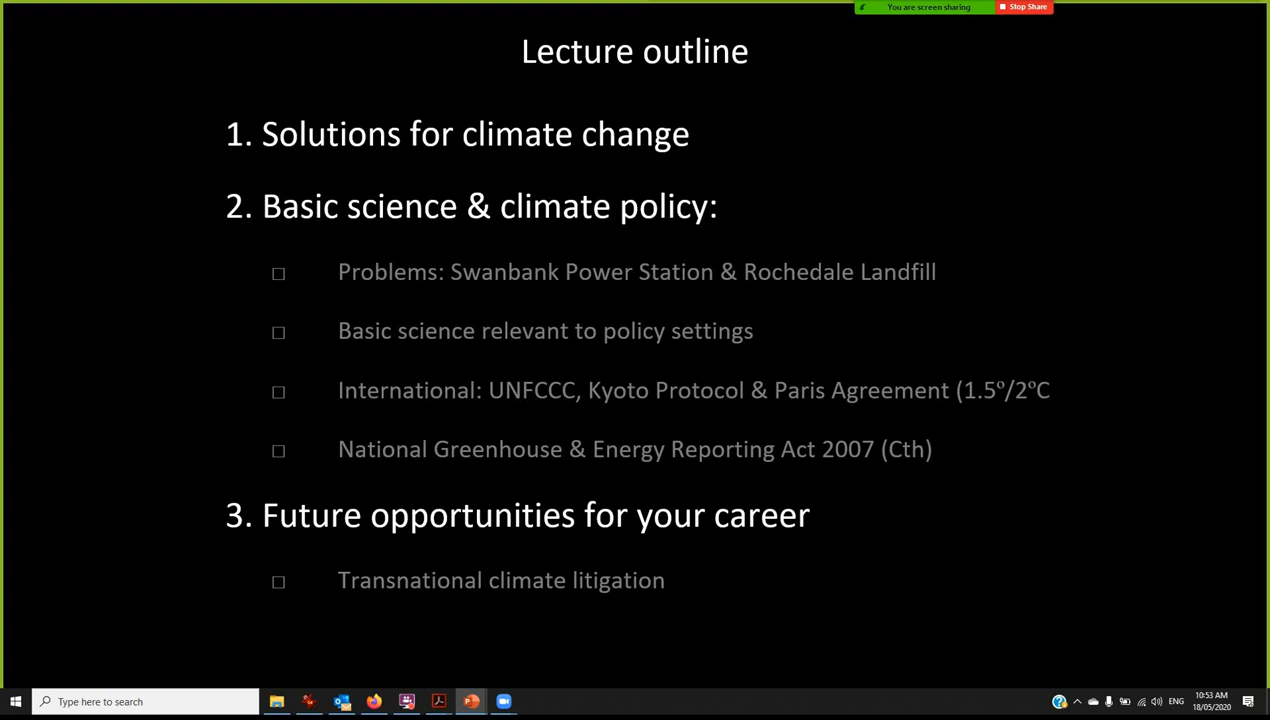 You are screen sharing
Stop Share
Lecture outline
1. Solutions for climate change
2. Basic science & climate policy:
Problems: Swanbank Power Station & Rochedale Landfill
Basic science relevant to policy settings
International: UNFCCC, Kyoto Protocol & Paris Agreement (1.5º/2ºC
National Greenhouse & Energy Reporting Act 2007 (Cth)
3. Future opportunities for your career
Transnational climate litigation
Type here to search
ENG
10:53 AM
18/05/2020